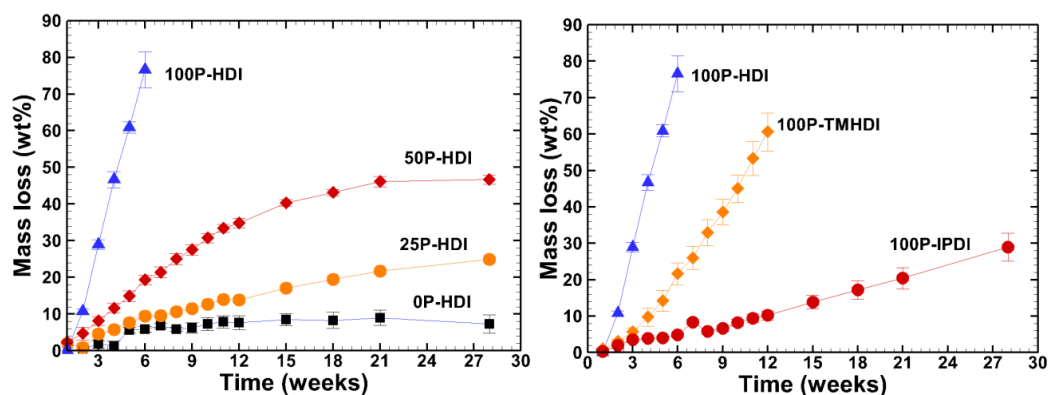 90
80
70
60
50
40
30
20
10
0
Mass loss (wt%)
100P-HDI
50P-HDI
25P-HDI
0P-HDI
3 6 9 12 15 18 21 24 27 30
Time (weeks)
90
80
70
60
50
40
30
20
10
0
Mass loss (wt%)
100P-HDI
100P-TMHDI
100P-IPDI
0 3 6 9 12 15 18 21 24 27 30
Time (weeks)